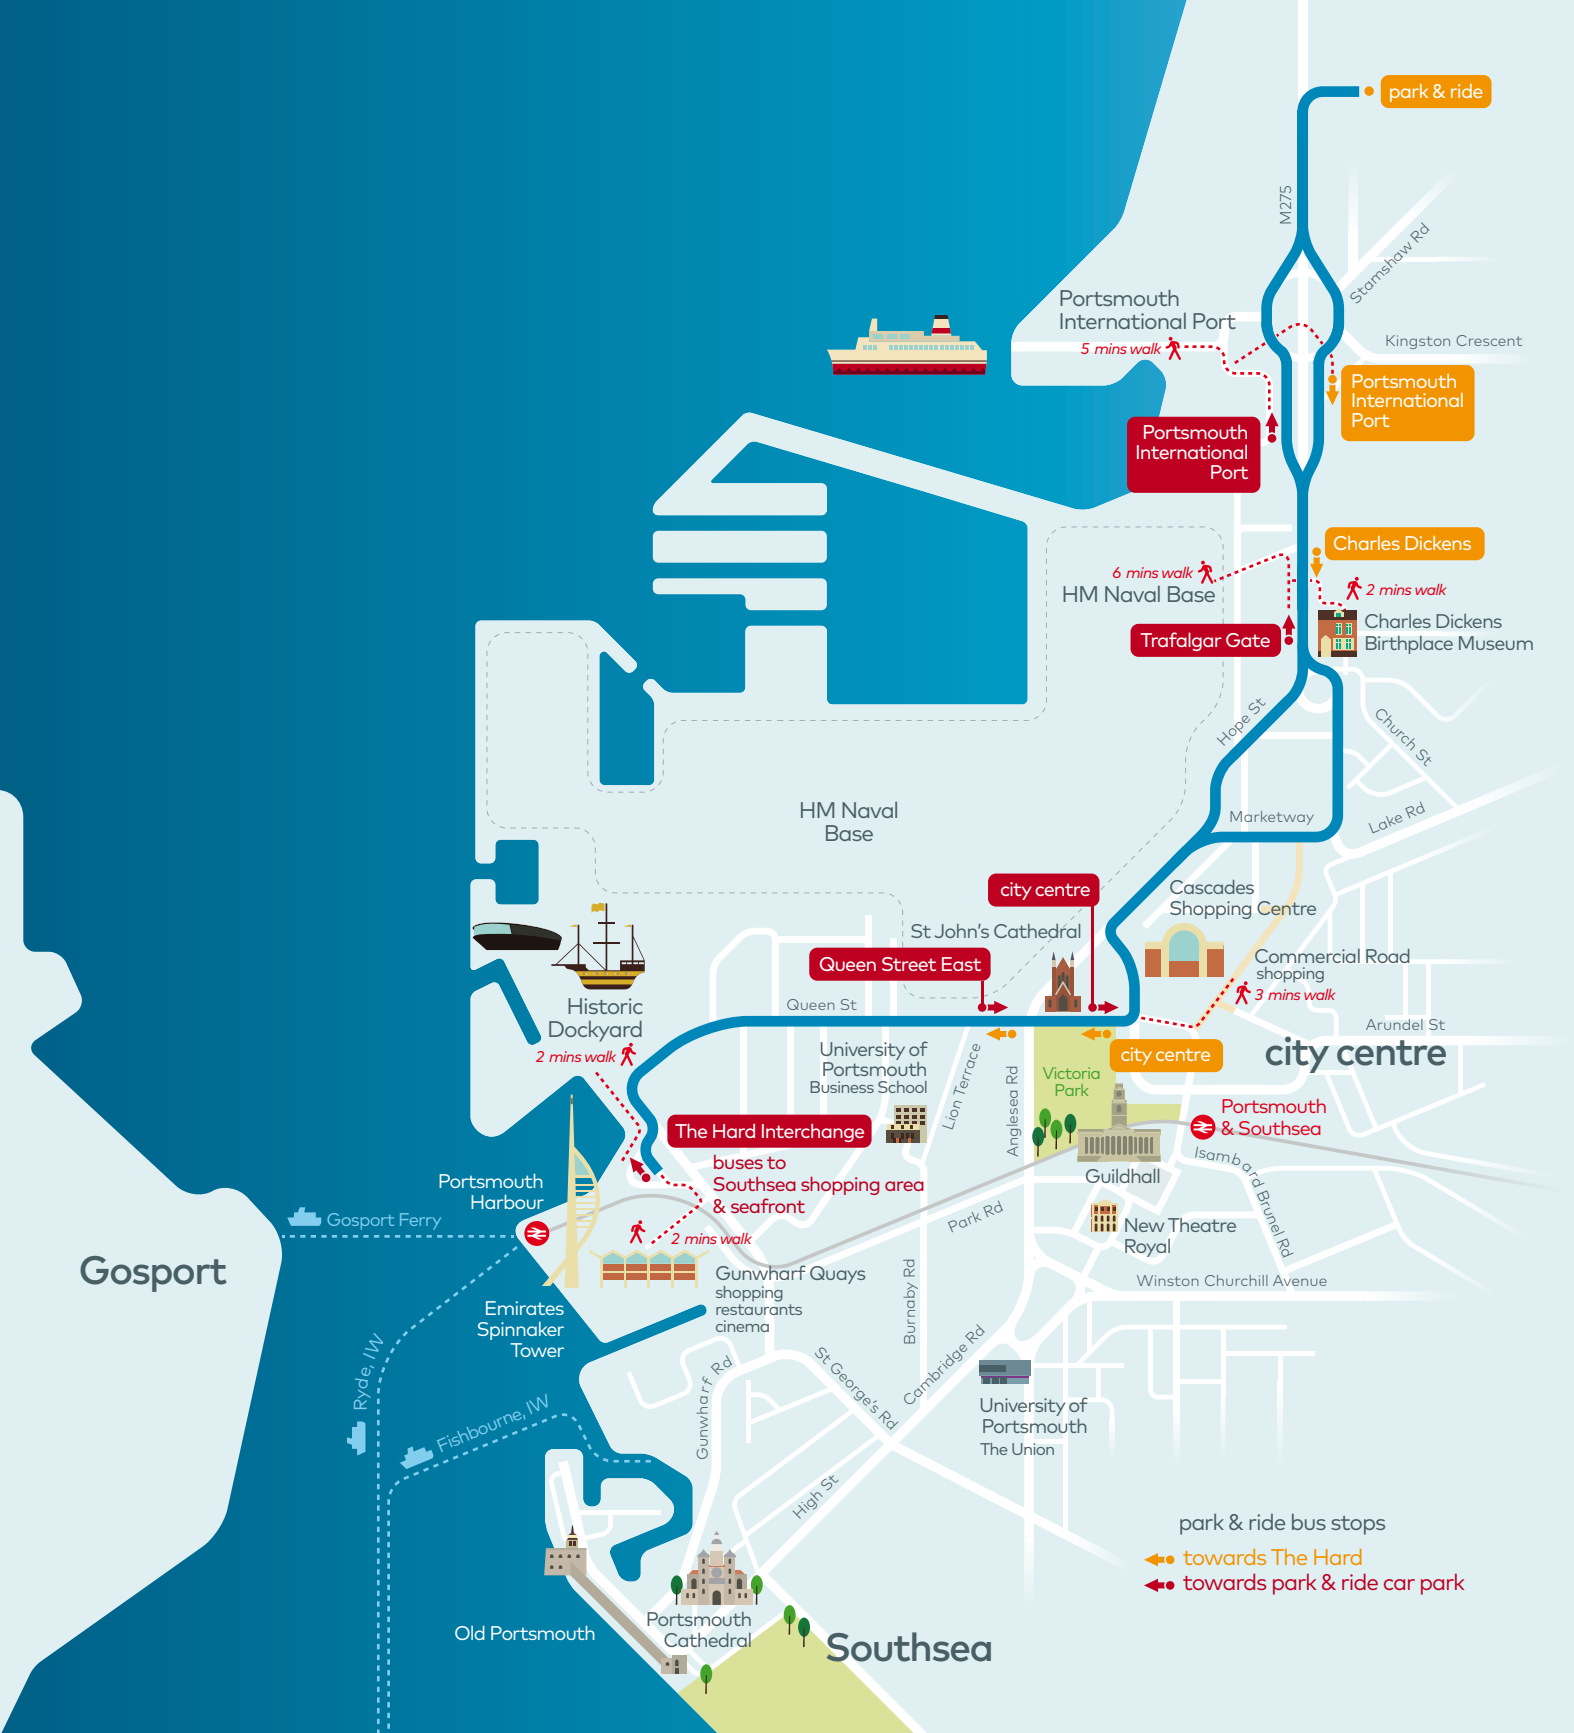 park & ride
M275
Stamshaw Rd
Portsmouth
International Port
5 mins walk
Kingston Crescent
Portsmouth
International
Port
Portsmouth
International
Port
Charles Dickens
6 mins walk
HM Naval Base
2 mins walk
Charles Dickens
Birthplace Museum
Trafalgar Gate
Hope St
Church St
HM Naval
Base
Marketway
Lake Rd
city centre
Cascades
Shopping Centre
St John's Cathedral
Queen Street East
Commercial Road
shopping
3 mins walk
Historic
Dockyard
2 mins walk
Queen St
Arundel St
city centre
city centre
University of
Portsmouth
Business School
Lion Terrace
Anglesea Rd
Victoria
Park
Portsmouth
& Southsea
The Hard Interchange
buses to
Southsea shopping area
& seafront
Isambard Brunel Rd
Guildhall
Portsmouth
Harbour
Gosport Ferry
Park Rd
New Theatre
Royal
2 mins walk
Gosport
Gunwharf Quays
shopping
restaurants
cinema
Burnaby Rd
Winston Churchill Avenue
Emirates
Spinnaker
Tower
Ryde, IW
Fishbourne, IW
Gunwharf Rd
St George's Rd
Cambridge Rd
University of
Portsmouth
The Union
High St
park & ride bus stops
towards The Hard
towards park & ride car park
Old Portsmouth
Portsmouth
Cathedral
Southsea